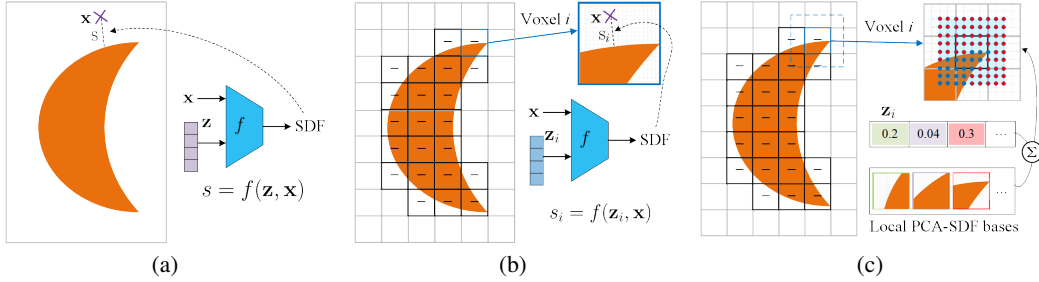 x
s
x
z
f
SDF
s = f(z, x)
(a)
Voxel i
x
s_i
x
z_i
f
SDF
s_i = f(z_i, x)
(b)
Voxel i
z_i
0.2 0.04 0.3 ...
Σ
...
Local PCA-SDF bases
(c)